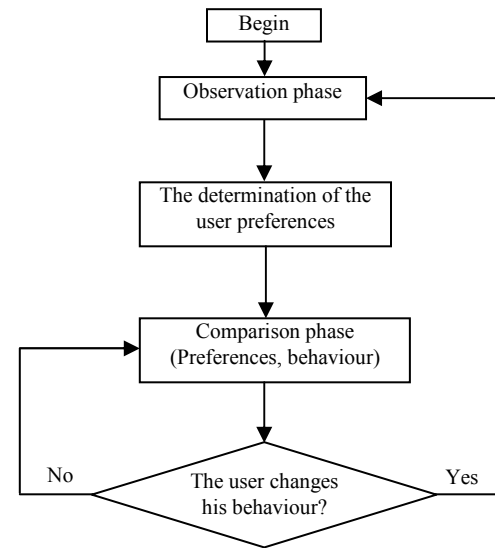 Begin
Observation phase
The determination of the
user preferences
Comparison phase
(Preferences, behaviour)
No
The user changes
his behaviour?
Yes